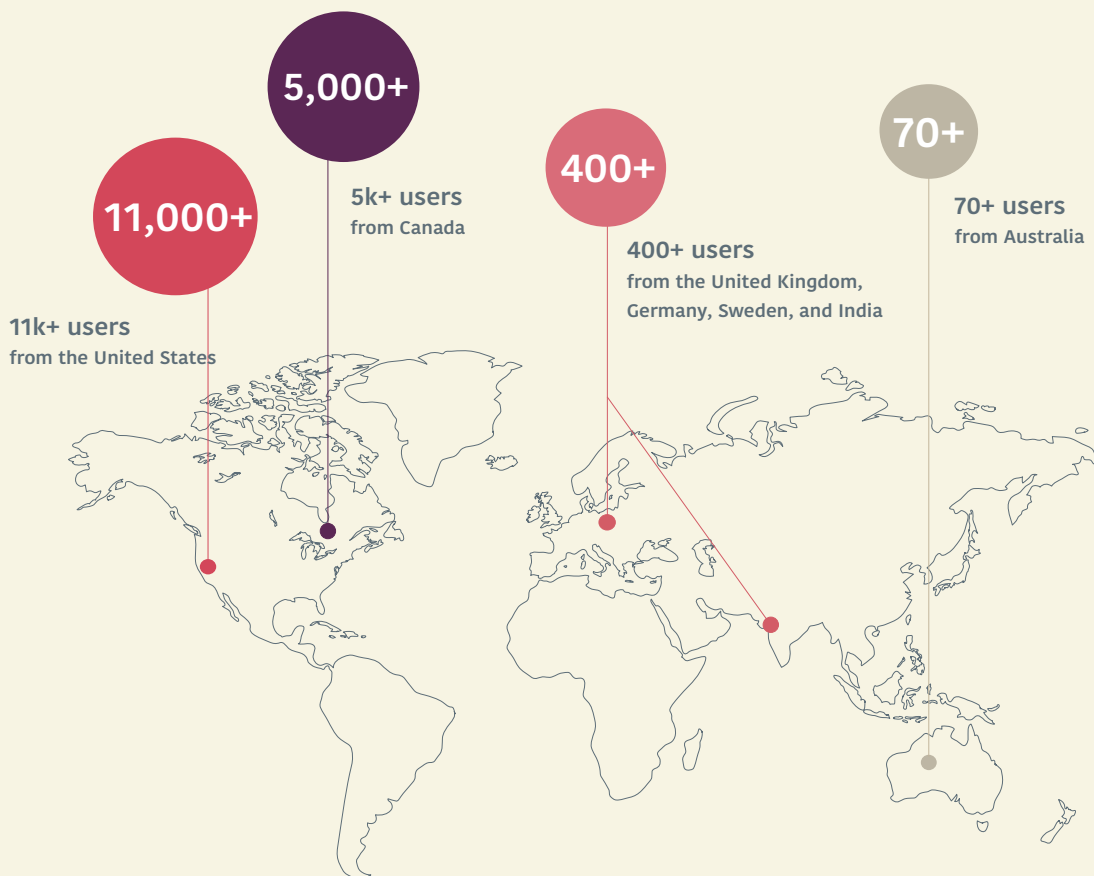 11,000+
11k+ users
from the United States
5,000+
5k+ users
from Canada
400+
400+ users
from the United Kingdom,
Germany, Sweden, and India
70+
70+ users
from Australia